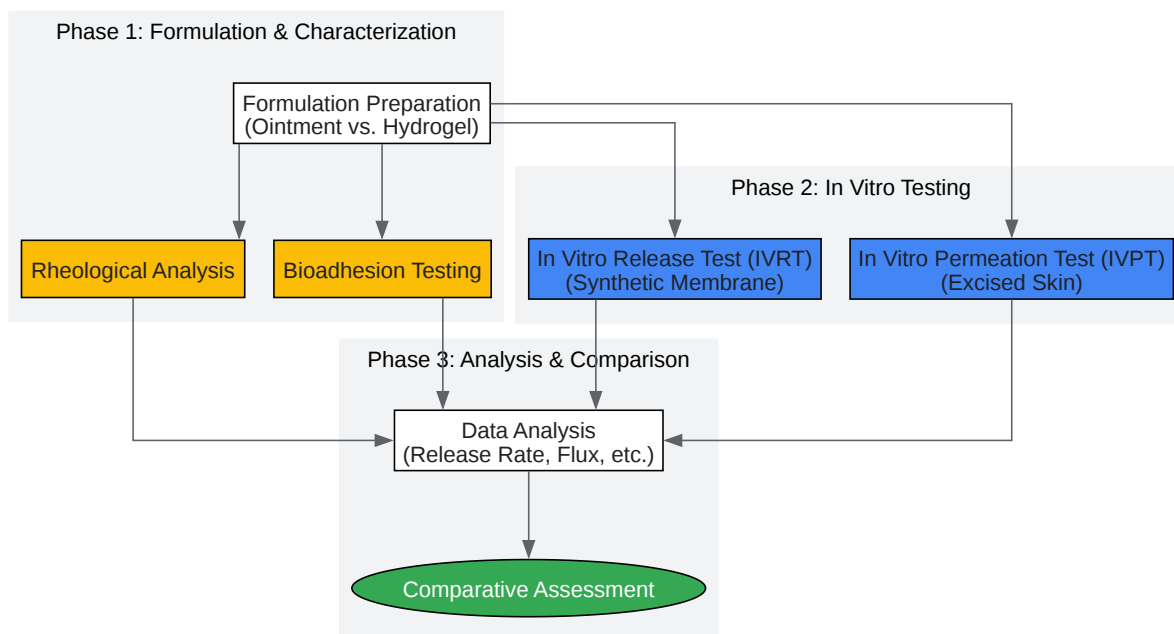 Phase 1: Formulation & Characterization
Formulation Preparation
(Ointment vs. Hydrogel)
Rheological Analysis
Bioadhesion Testing
Phase 2: In Vitro Testing
In Vitro Release Test (IVRT)
(Synthetic Membrane)
In Vitro Permeation Test (IVPT)
(Excised Skin)
Phase 3: Analysis & Comparison
Data Analysis
(Release Rate, Flux, etc.)
Comparative Assessment